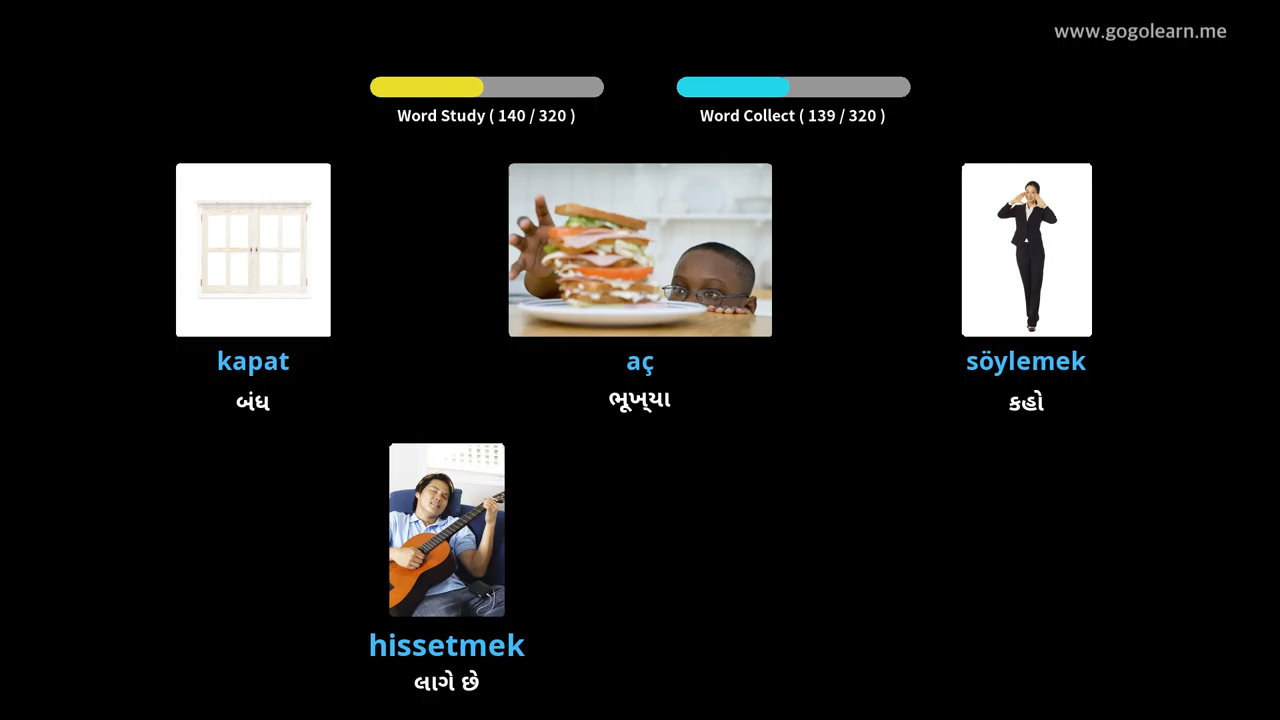 www.gogolearn.me
Word Study ( 140 / 320 )
Word Collect ( 139 / 320 )
kapat
aç
söylemek
બંધ
ભૂખ્યા
કહો
hissetmek
લાગે છે